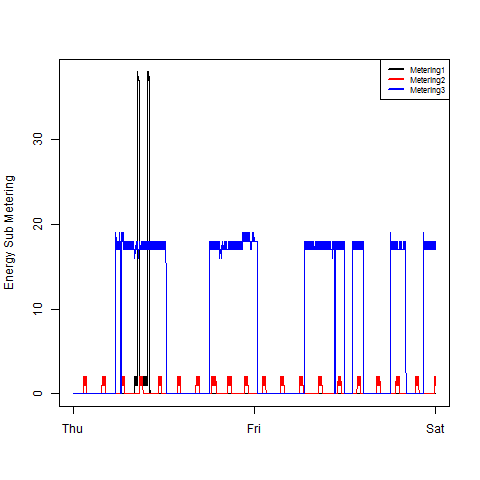 Metering1
Metering2
Metering3
Energy Sub Metering
30
20
10
0
Thu Fri Sat